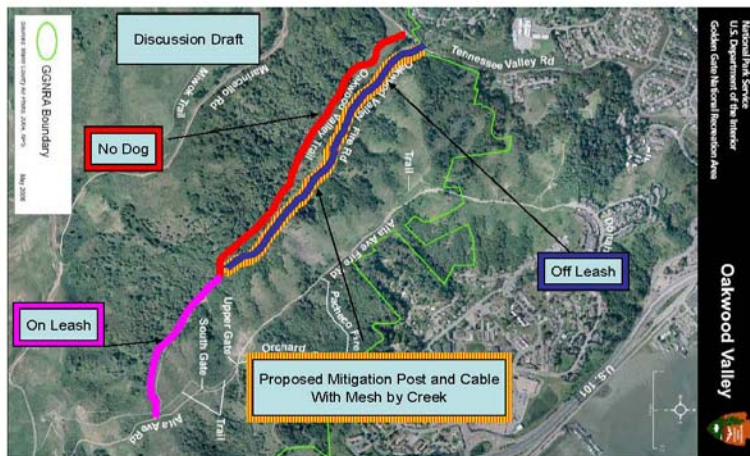 National Park Service
U.S. Department of the Interior
Golden Gate National Recreation Area
Oakwood Valley
Discussion Draft
GGNRA Boundary
May 2006
No Dog
On Leash
Off Leash
Proposed Mitigation Post and Cable
With Mesh by Creek
Tennessee Valley Rd
Marincello Rd
Miwok Trail
Oakwood Valley Trail
Oakwood Valley Fire Rd
Trail
Alta Ave Fire Rd
Pacheco Fire
Orchard
Upper Gate
South Gate
Trail
Alta Ave Rd
U.S. 101